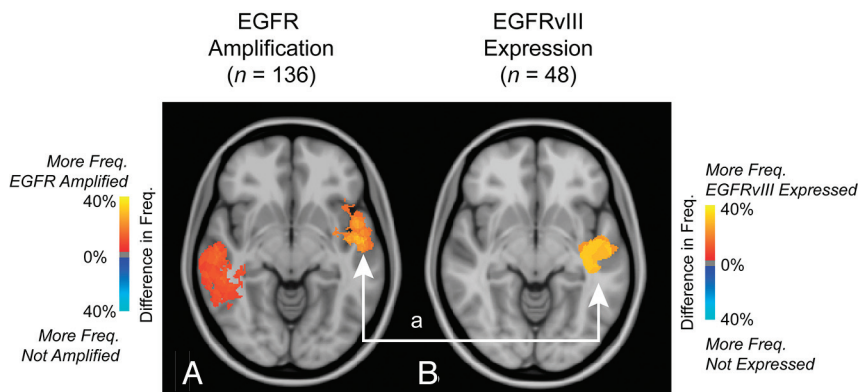 EGFR
Amplification
(n = 136)
EGFRvIII
Expression
(n = 48)
More Freq.
EGFR Amplified
40%
0%
40%
Difference in Freq.
More Freq.
Not Amplified
A
a
B
More Freq.
EGFRvIII Expressed
40%
0%
40%
Difference in Freq.
More Freq.
Not Expressed